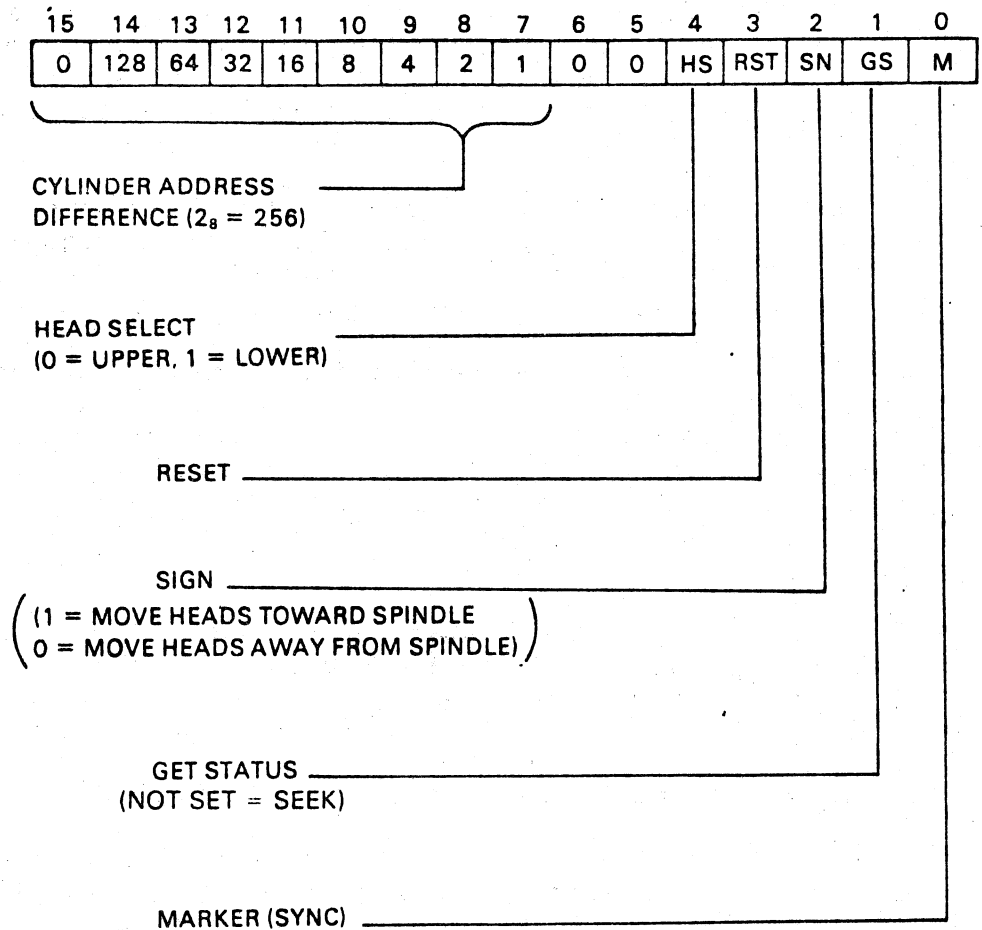 15 14 13 12 11 10 9 8 7 6 5 4 3 2 1 0
0 128 64 32 16 8 4 2 1 0 0 HS RST SN GS M
CYLINDER ADDRESS
DIFFERENCE (2₈ = 256)
HEAD SELECT
(0 = UPPER, 1 = LOWER)
RESET
SIGN
(1 = MOVE HEADS TOWARD SPINDLE
0 = MOVE HEADS AWAY FROM SPINDLE)
GET STATUS
(NOT SET = SEEK)
MARKER (SYNC)